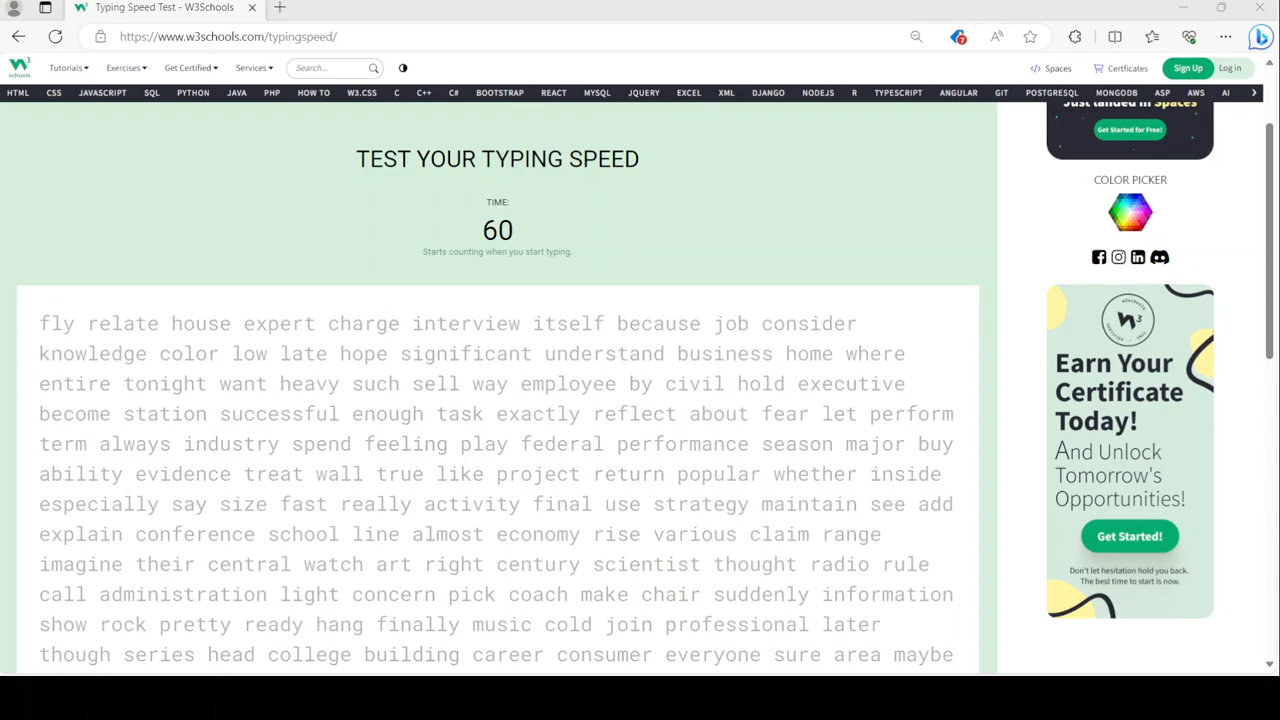 Typing Speed Test - W3Schools
https://www.w3schools.com/typingspeed/
7
W3 schools Tutorials Exercises Get Certified Services Search... Spaces Certficates Sign Up Log in
HTML CSS JAVASCRIPT SQL PYTHON JAVA PHP HOW TO W3.CSS C C++ C# BOOTSTRAP REACT MYSQL JQUERY EXCEL XML DJANGO NODEJS R TYPESCRIPT ANGULAR GIT POSTGRESQL MONGODB ASP AWS AI
TEST YOUR TYPING SPEED
TIME:
60
Starts counting when you start typing.
fly relate house expert charge interview itself because job consider
knowledge color low late hope significant understand business home where
entire tonight want heavy such sell way employee by civil hold executive
become station successful enough task exactly reflect about fear let perform
term always industry spend feeling play federal performance season major buy
ability evidence treat wall true like project return popular whether inside
especially say size fast really activity final use strategy maintain see add
explain conference school line almost economy rise various claim range
imagine their central watch art right century scientist thought radio rule
call administration light concern pick coach make chair suddenly information
show rock pretty ready hang finally music cold join professional later
though series head college building career consumer everyone sure area maybe
Just landed in Spaces
Get Started for Free!
COLOR PICKER
W3
Earn Your
Certificate
Today!
And Unlock
Tomorrow's
Opportunities!
Get Started!
Don't let hesitation hold you back.
The best time to start is now.